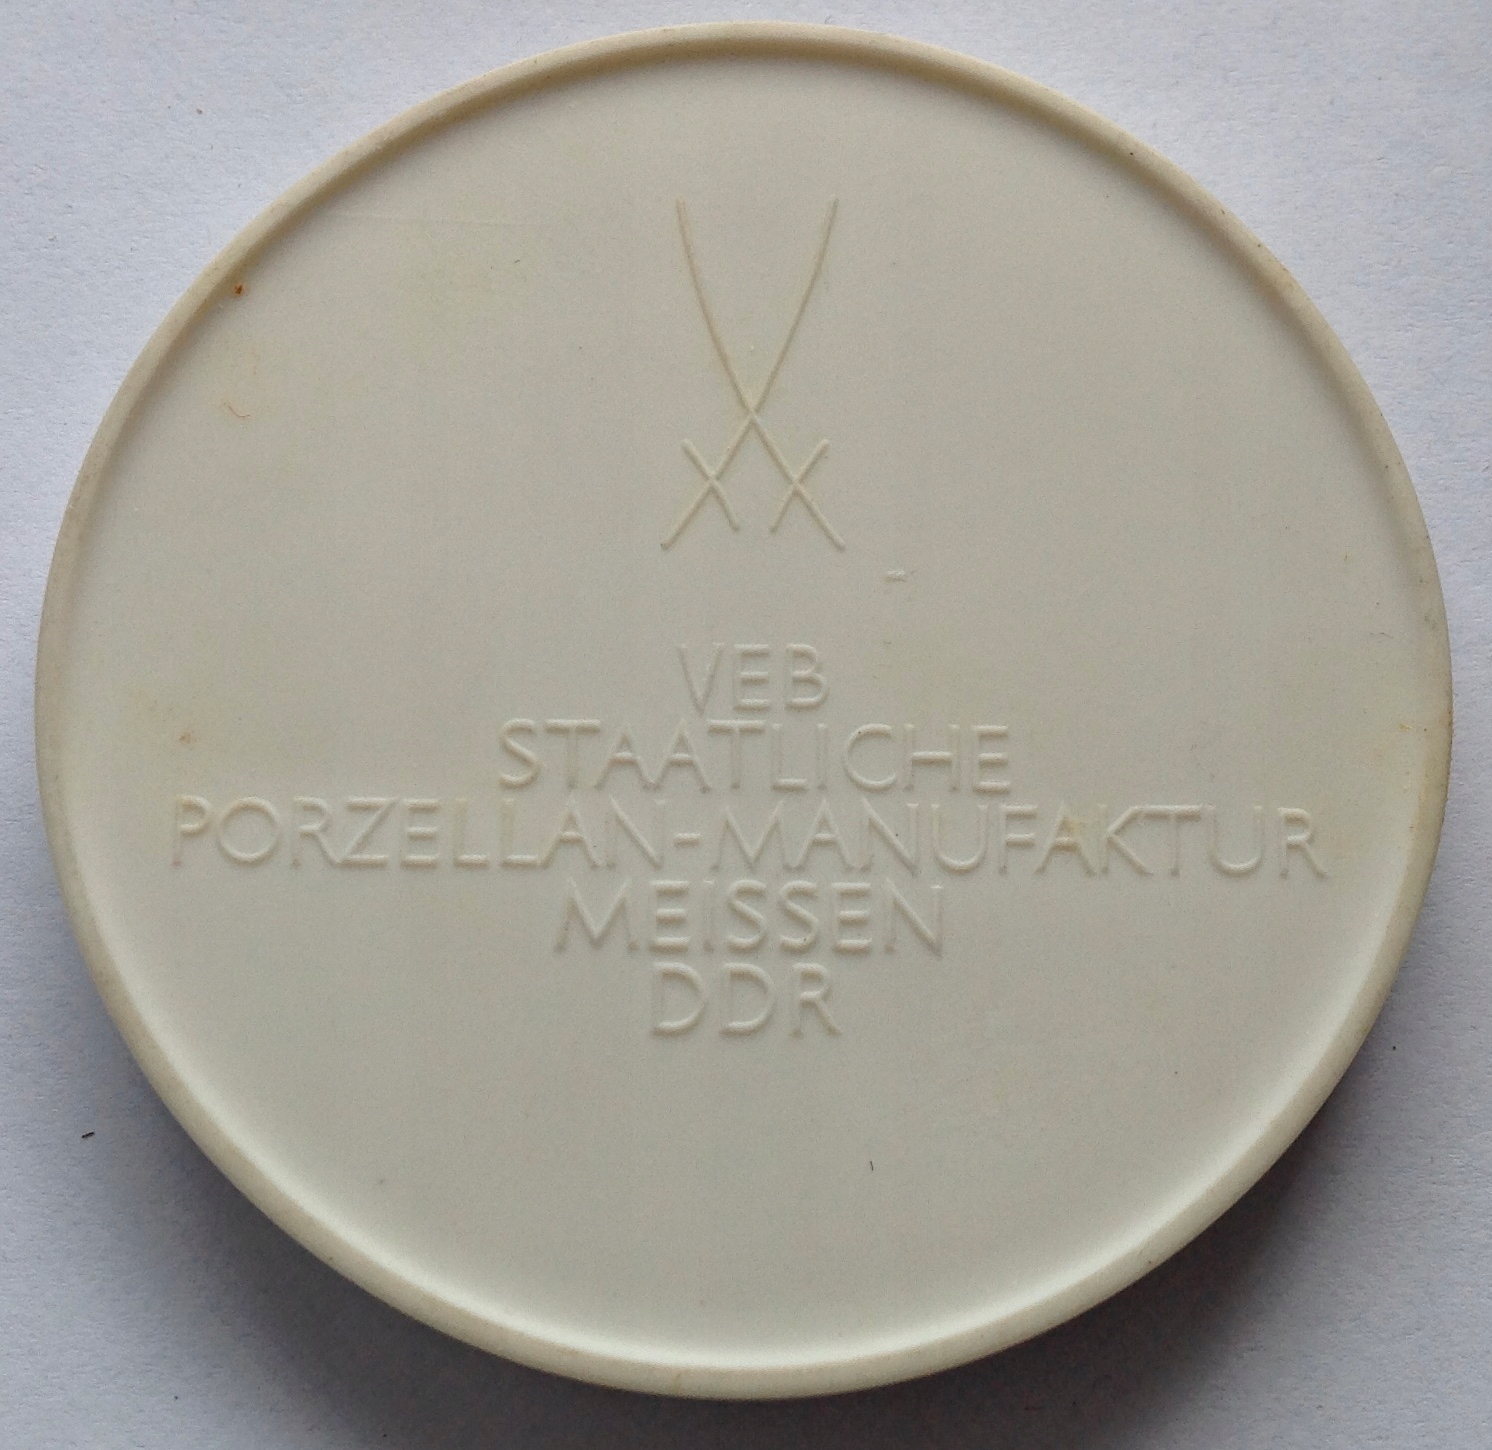 VEB
STAATLICHE
PORZELLAN-MANUFAKTUR
MEISSEN
DDR